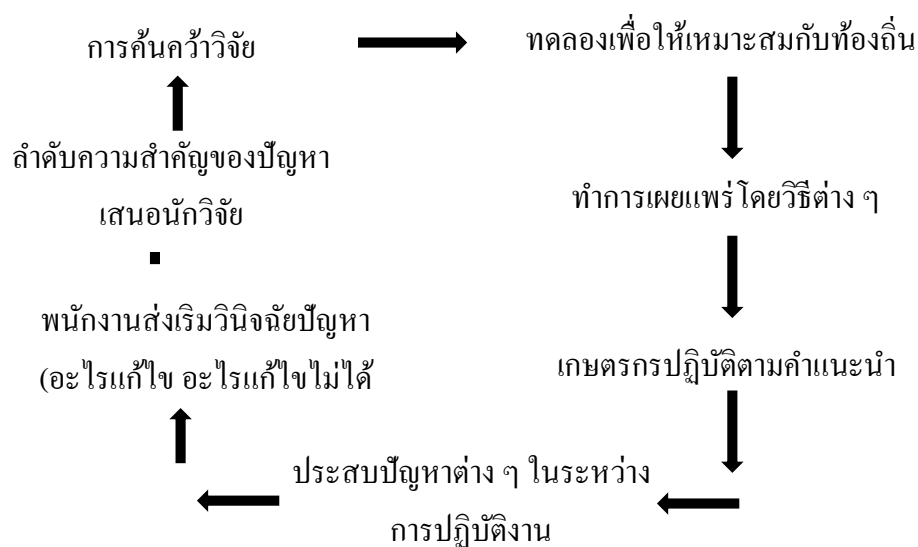 การค้นคว้าวิจัย
ทดลองเพื่อให้เหมาะสมกับท้องถิ่น
ลำดับความสำคัญของปัญหา
เสนอนักวิจัย
ทำการเผยแพร่โดยวิธีต่าง ๆ
พนักงานส่งเริมวินิจฉัยปัญหา
(อะไรแก้ไข อะไรแก้ไขไม่ได้
เกษตรกรปฏิบัติตามคำแนะนำ
ประสบปัญหาต่าง ๆ ในระหว่าง
การปฏิบัติงาน